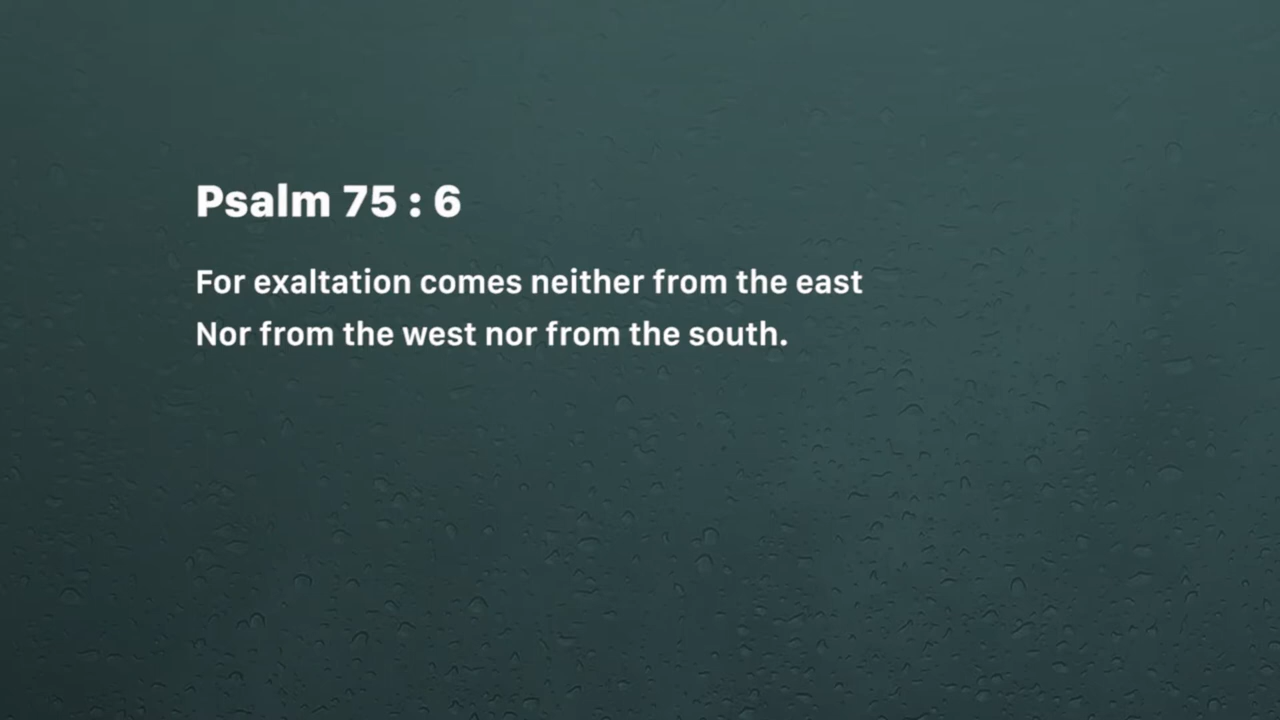 Psalm 75 : 6
For exaltation comes neither from the east
Nor from the west nor from the south.